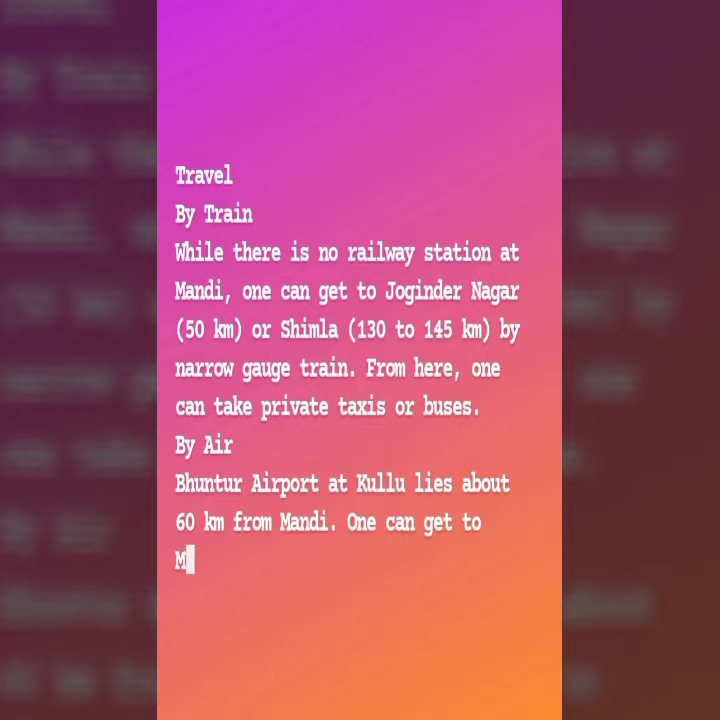 Travel
By Train
While there is no railway station at
Mandi, one can get to Joginder Nagar
(50 km) or Shimla (130 to 145 km) by
narrow gauge train. From here, one
can take private taxis or buses.
By Air
Bhuntur Airport at Kullu lies about
60 km from Mandi. One can get to
M